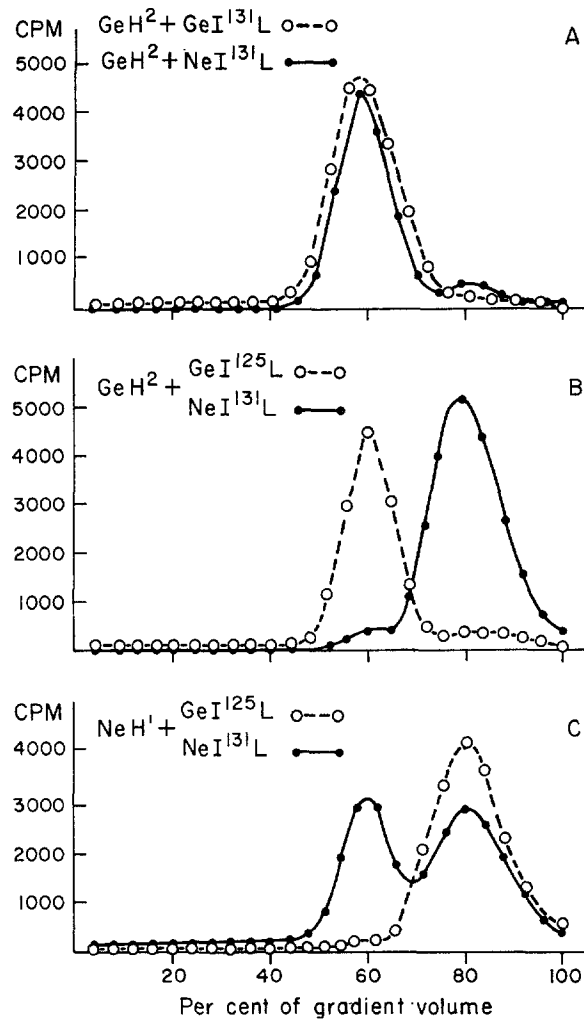 CPM
GeH²+GeI¹³¹L
GeH²+NeI¹³¹L
A
5000
4000
3000
2000
1000
CPM
GeH²+
GeI¹²⁵L
NeI¹³¹L
B
5000
4000
3000
2000
1000
CPM
NeH¹+
GeI¹²⁵L
NeI¹³¹L
C
4000
3000
2000
1000
20 40 60 80 100
Per cent of gradient volume